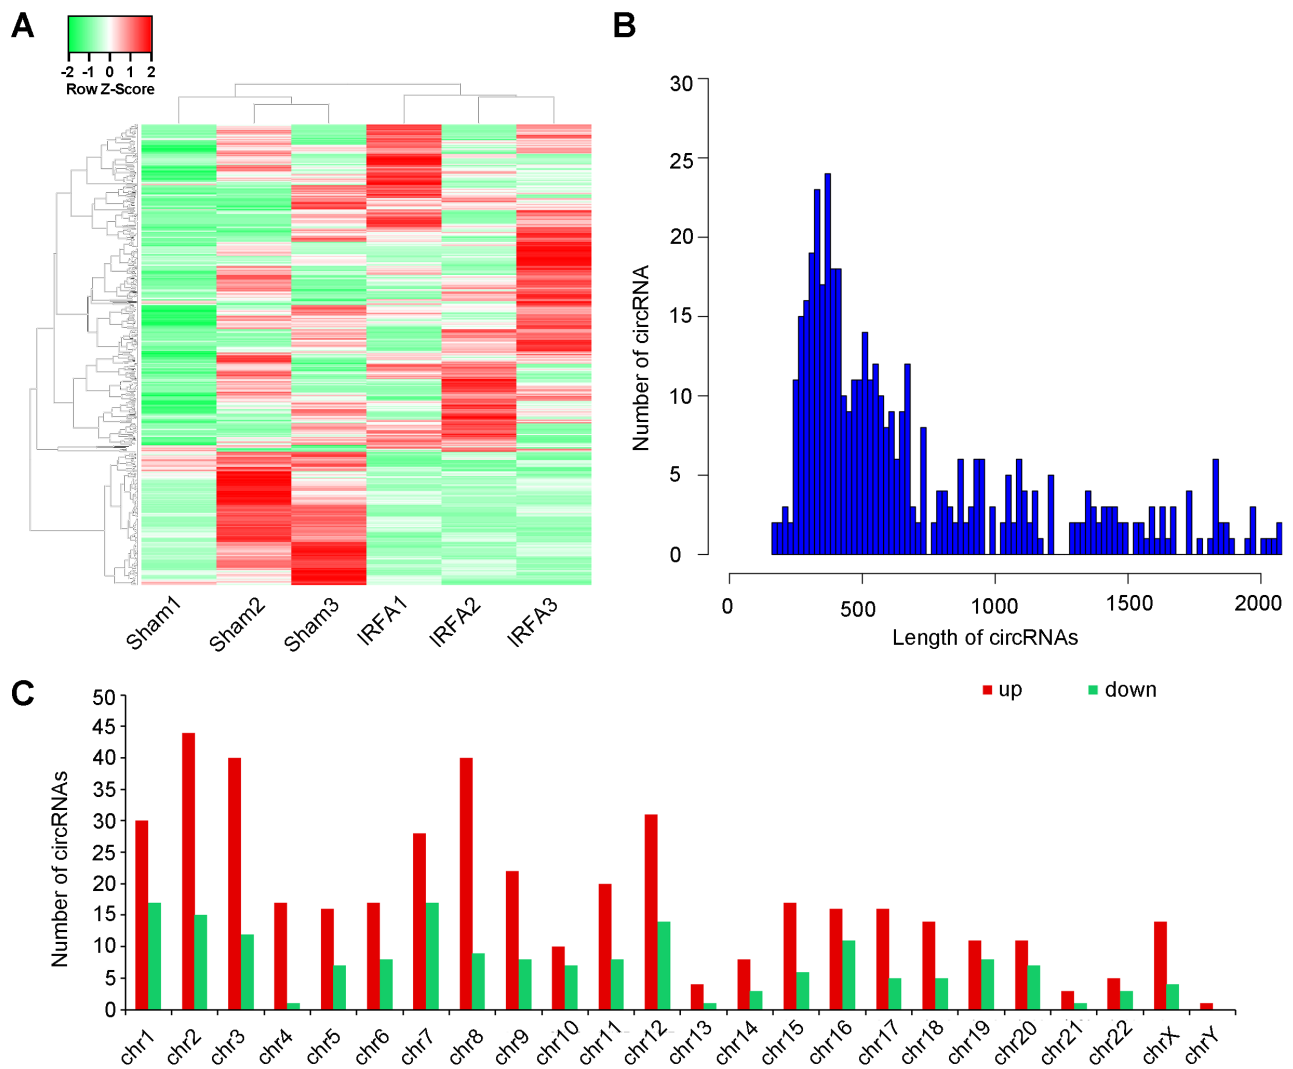 A
-2 -1 0 1 2
Row Z-Score
Sham1 Sham2 Sham3 IRFA1 IRFA2 IRFA3
B
30
25
20
15
10
5
0
Number of circRNA
0 500 1000 1500 2000
Length of circRNAs
C
up down
50
45
40
35
30
25
20
15
10
5
0
Number of circRNAs
chr1 chr2 chr3 chr4 chr5 chr6 chr7 chr8 chr9 chr10 chr11 chr12 chr13 chr14 chr15 chr16 chr17 chr18 chr19 chr20 chr21 chr22 chrX chrY